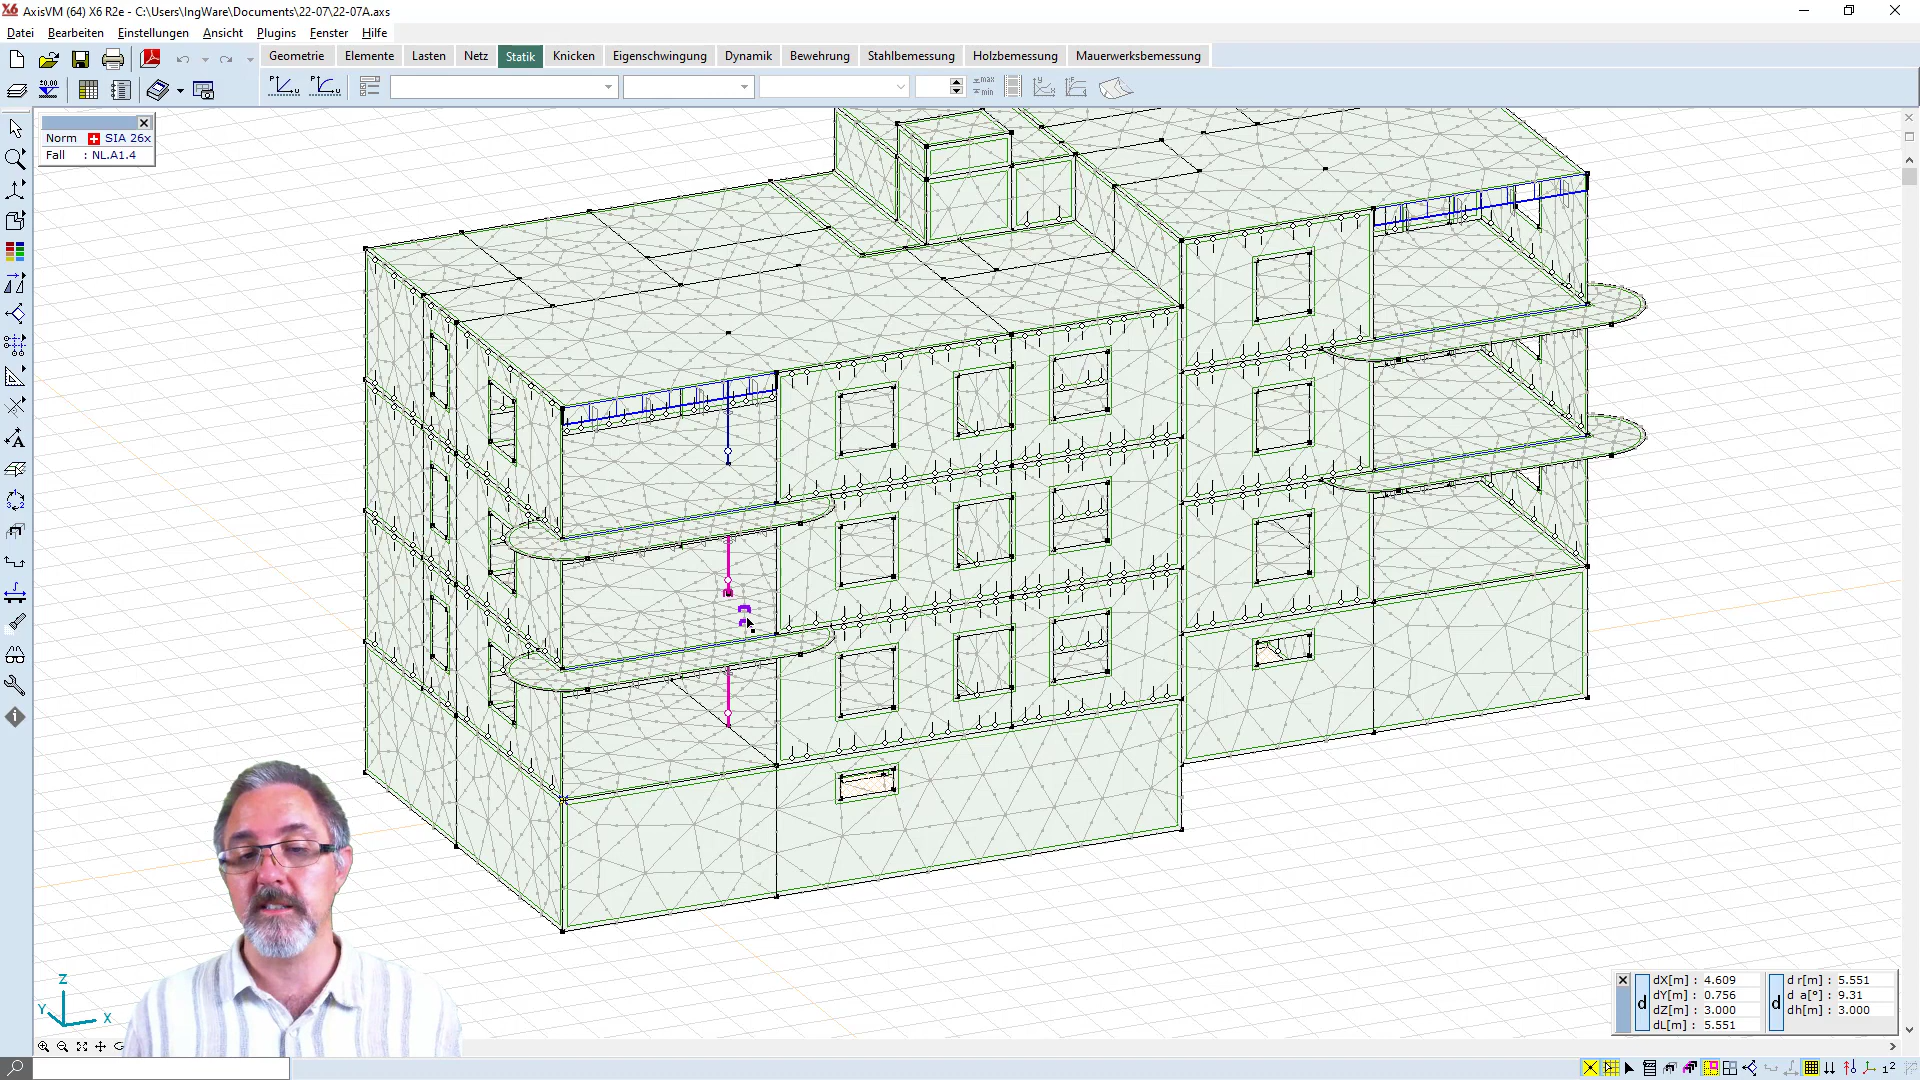 X6 AxisVM (64) X6 R2e - C:\Users\IngWare\Documents\22-07\22-07A.axs
Datei Bearbeiten Einstellungen Ansicht Plugins Fenster Hilfe
Geometrie Elemente Lasten Netz Statik Knicken Eigenschwingung Dynamik Bewehrung Stahlbemessung Holzbemessung Mauerwerksbemessung
max
min
Norm SIA 26x
Fall : NL.A1.4
Z
Y
X
d
dX[m] : 4.609
dY[m] : 0.756
dZ[m] : 3.000
dL[m] : 5.551
d
d r[m] : 5.551
d a[°] : 9.31
dh[m] : 3.000